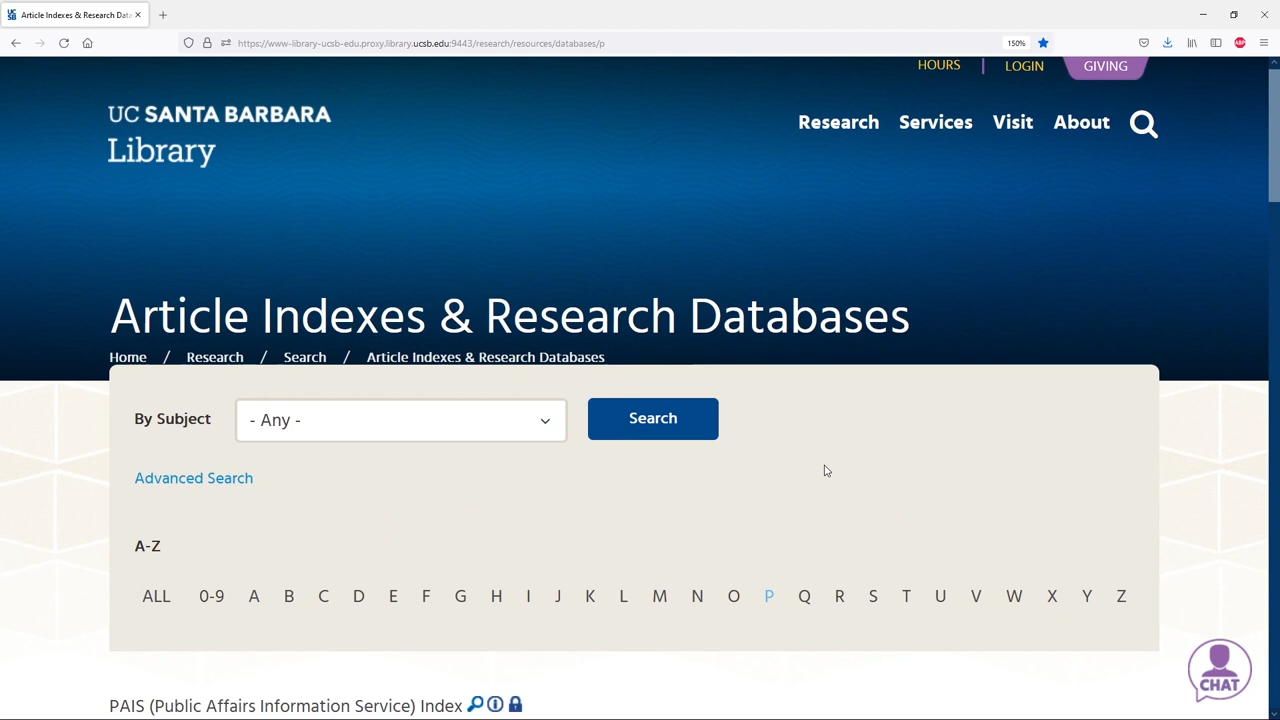 Article Indexes & Research Data
https://www-library-ucsb-edu.proxy.library.ucsb.edu:9443/research/resources/databases/p
150%
ABP
HOURS | LOGIN GIVING
UC SANTA BARBARA
Library
Research Services Visit About
Article Indexes & Research Databases
Home / Research / Search / Article Indexes & Research Databases
By Subject - Any - Search
Advanced Search
A-Z
ALL 0-9 A B C D E F G H I J K L M N O P Q R S T U V W X Y Z
CHAT
PAIS (Public Affairs Information Service) Index